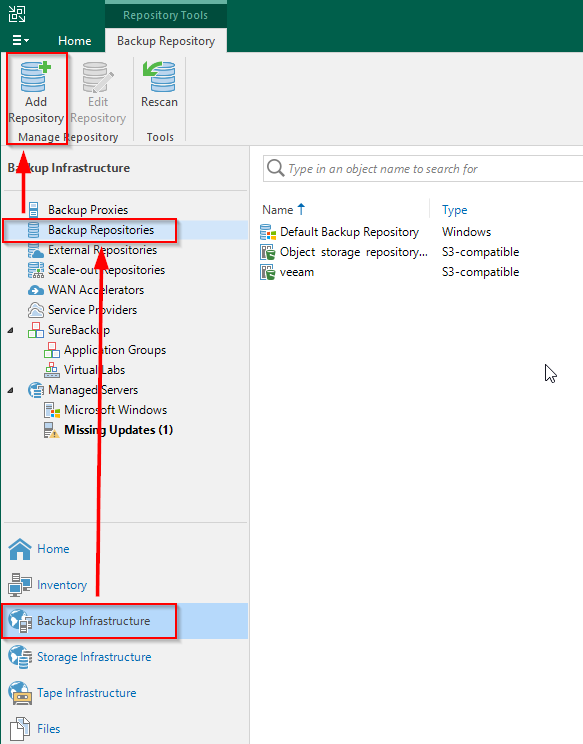 Repository Tools
Home
Backup Repository
Add Repository
Edit Repository
Rescan
Manage Repository
Tools
Backup Infrastructure
Type in an object name to search for
Backup Proxies
Backup Repositories
External Repositories
Scale-out Repositories
WAN Accelerators
Service Providers
SureBackup
Application Groups
Virtual Labs
Managed Servers
Microsoft Windows
Missing Updates (1)
Name
Type
Default Backup Repository Windows
Object storage repository... S3-compatible
veeam S3-compatible
Home
Inventory
Backup Infrastructure
Storage Infrastructure
Tape Infrastructure
Files